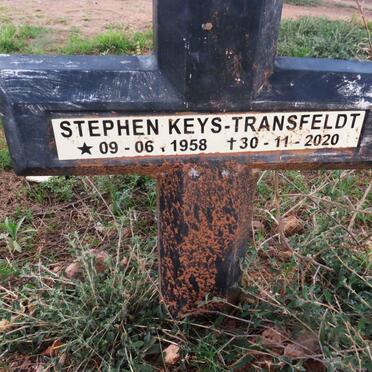 STEPHEN KEYS-TRANSFELDT
★ 09 - 06 - 1958 ✝ 30 - 11 - 2020